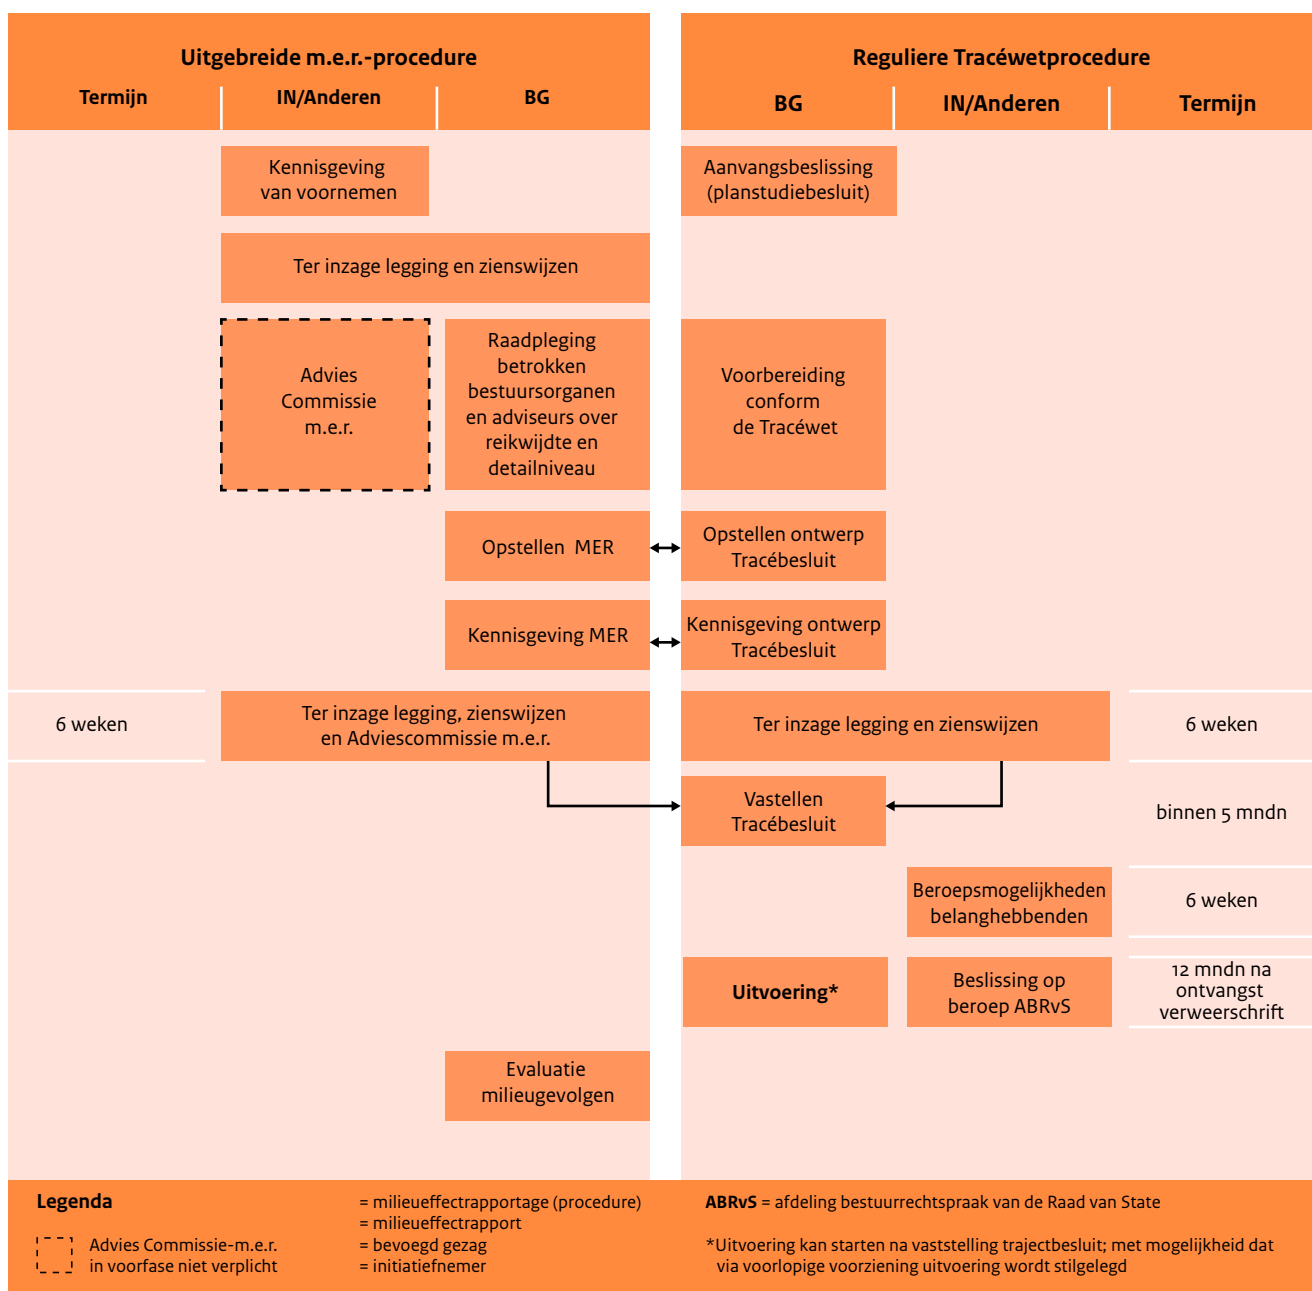 Uitgebreide m.e.r.-procedure
Termijn
IN/Anderen
BG
Reguliere Tracéwetprocedure
BG
IN/Anderen
Termijn
Kennisgeving
van voornemen
Aanvangsbeslissing
(planstudiebesluit)
Ter inzage legging en zienswijzen
Advies
Commissie
m.e.r.
Raadpleging
betrokken
bestuursorganen
en adviseurs over
reikwijdte en
detailniveau
Voorbereiding
conform
de Tracéwet
Opstellen MER
Opstellen ontwerp
Tracébesluit
Kennisgeving MER
Kennisgeving ontwerp
Tracébesluit
6 weken
Ter inzage legging, zienswijzen
en Adviescommissie m.e.r.
Ter inzage legging en zienswijzen
6 weken
Vastellen
Tracébesluit
binnen 5 mndn
Beroepsmogelijkheden
belanghebbenden
6 weken
Uitvoering*
Beslissing op
beroep ABRvS
12 mndn na
ontvangst
verweerschrift
Evaluatie
milieugevolgen
Legenda
Advies Commissie-m.e.r.
in voorfase niet verplicht
= milieueffectrapportage (procedure)
= milieueffectrapport
= bevoegd gezag
= initiatiefnemer
ABRvS = afdeling bestuurrechtspraak van de Raad van State
*Uitvoering kan starten na vaststelling trajectbesluit; met mogelijkheid dat
via voorlopige voorziening uitvoering wordt stilgelegd